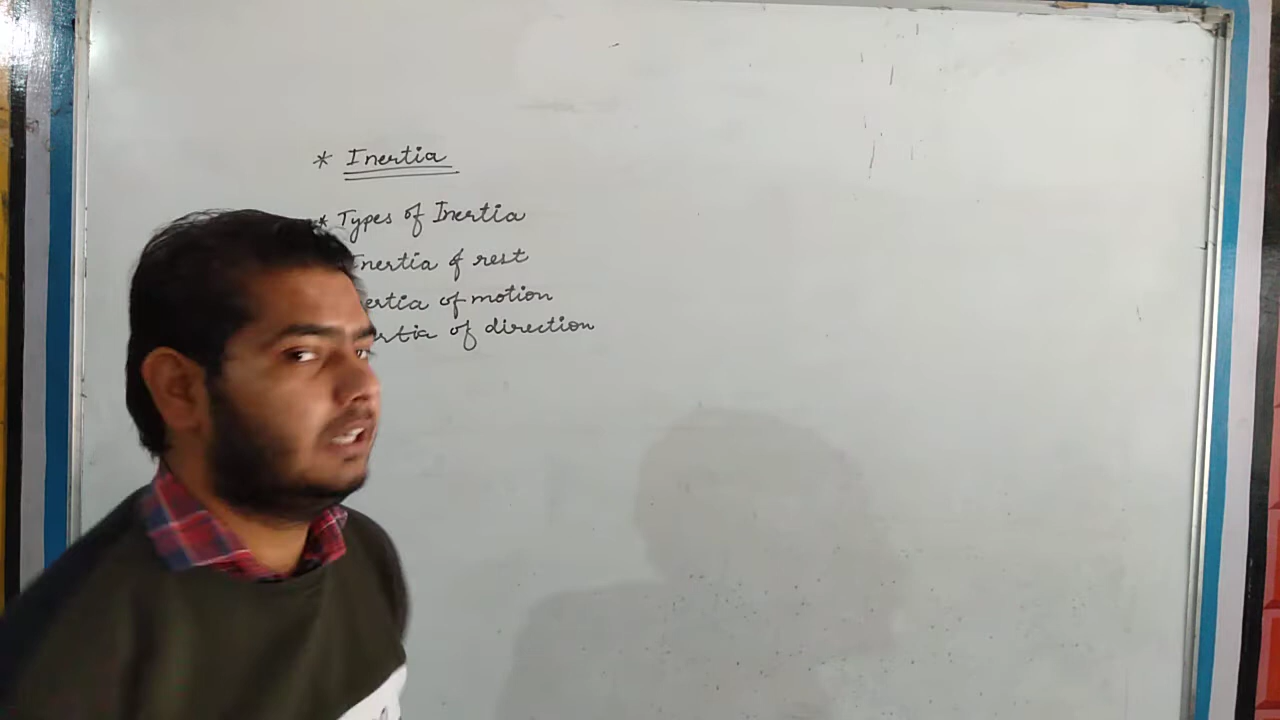 * Inertia
* Types of Inertia
Inertia of rest
ertia of motion
rtia of direction